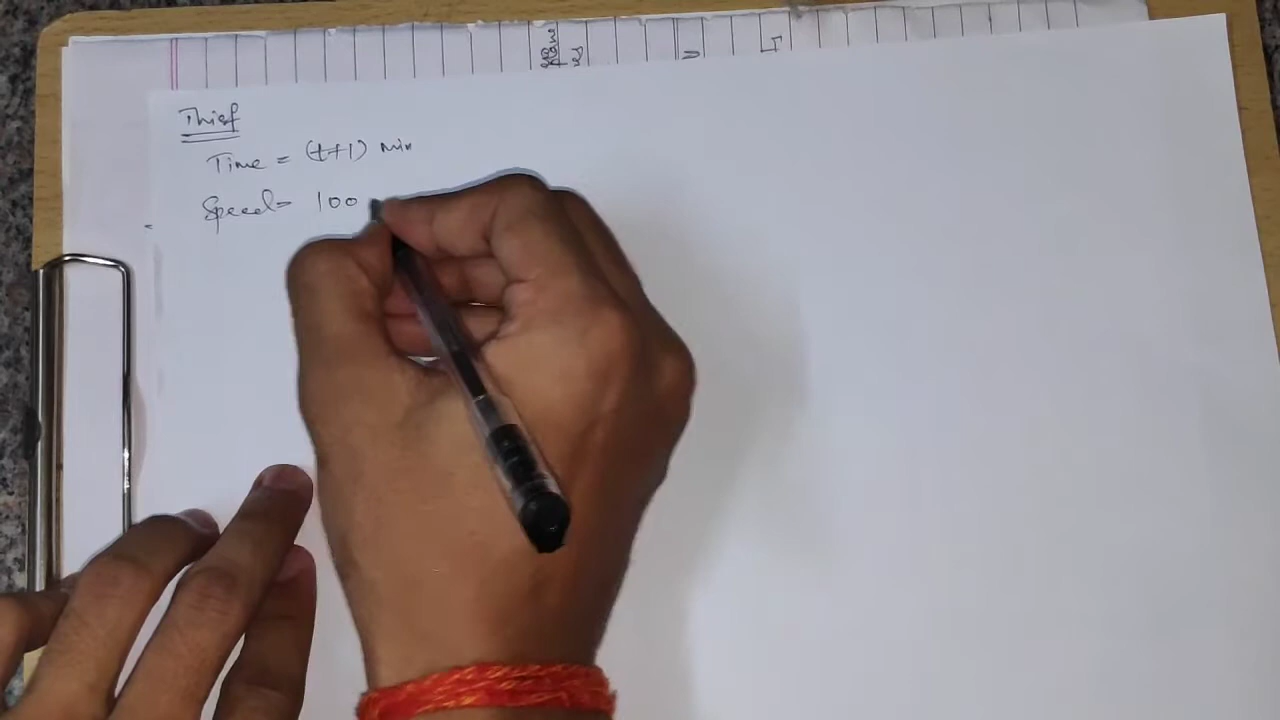 Thief
Time = (t+1) min
Speed= 100